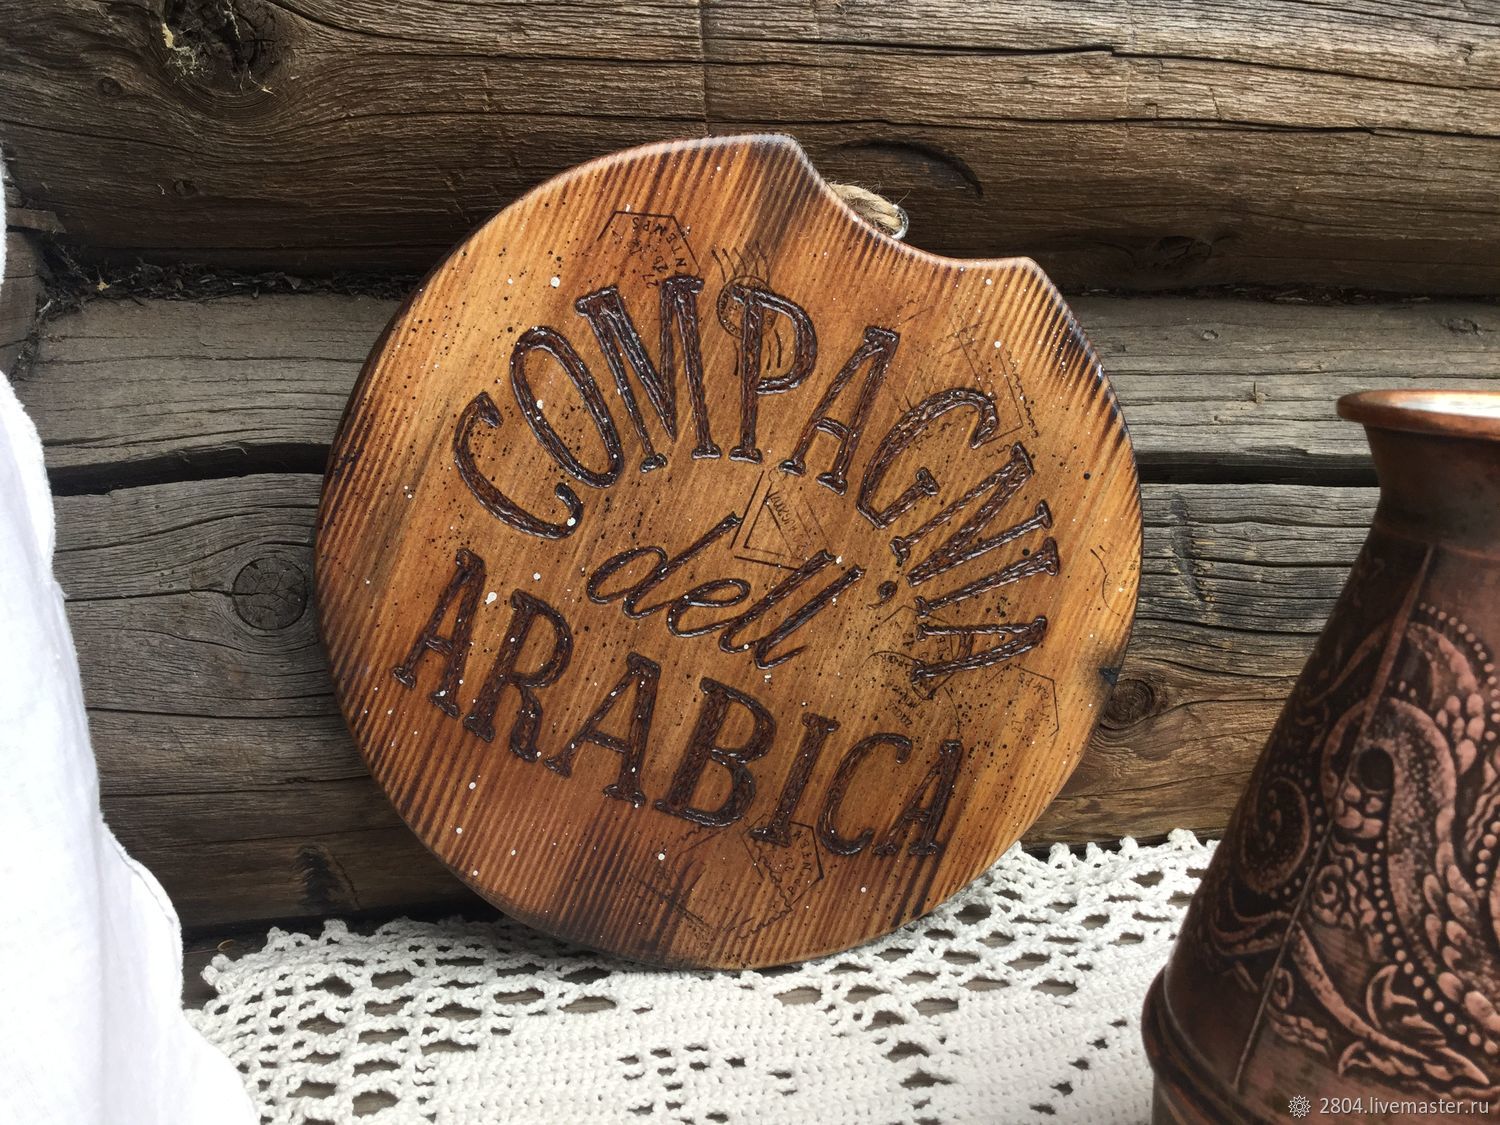 COMPAGNIA
dell'
ARABICA
2804.livemaster.ru